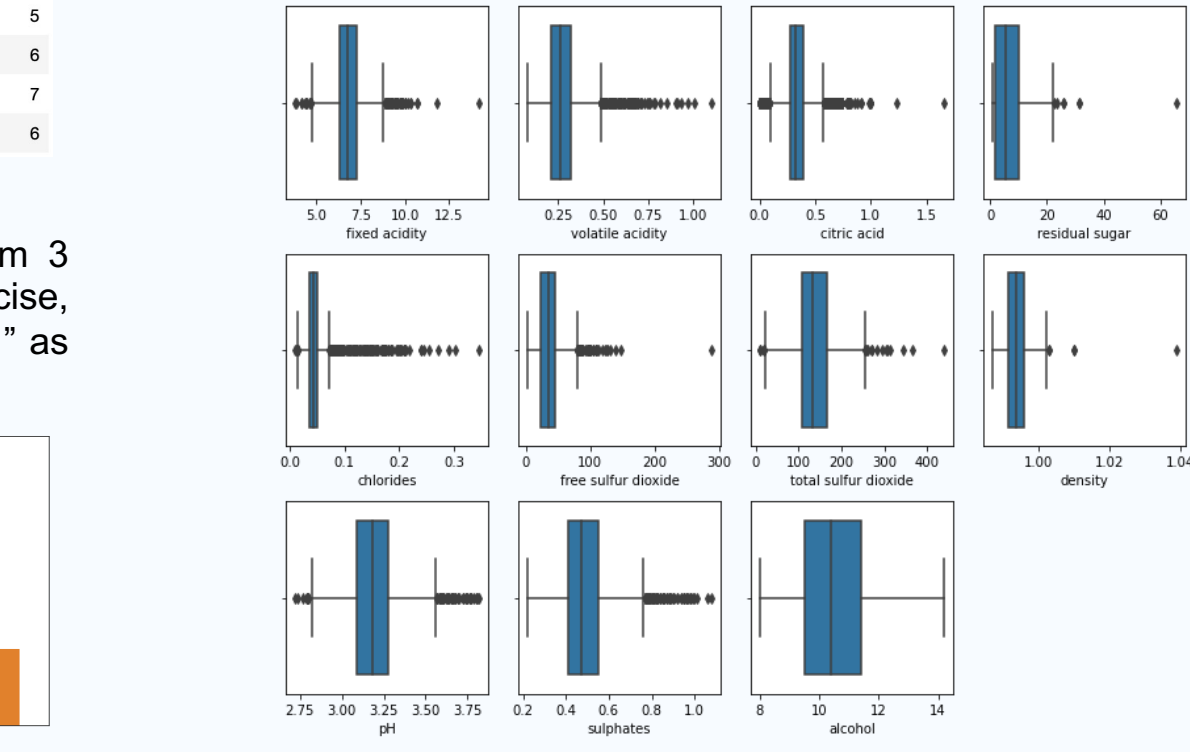 5
6
7
6
m 3
cise,
” as
5.0 7.5 10.0 12.5
fixed acidity
0.25 0.50 0.75 1.00
volatile acidity
0.0 0.5 1.0 1.5
citric acid
0 20 40 60
residual sugar
0.0 0.1 0.2 0.3
chlorides
0 100 200 300
free sulfur dioxide
0 100 200 300 400
total sulfur dioxide
1.00 1.02 1.04
density
2.75 3.00 3.25 3.50 3.75
pH
0.2 0.4 0.6 0.8 1.0
sulphates
8 10 12 14
alcohol